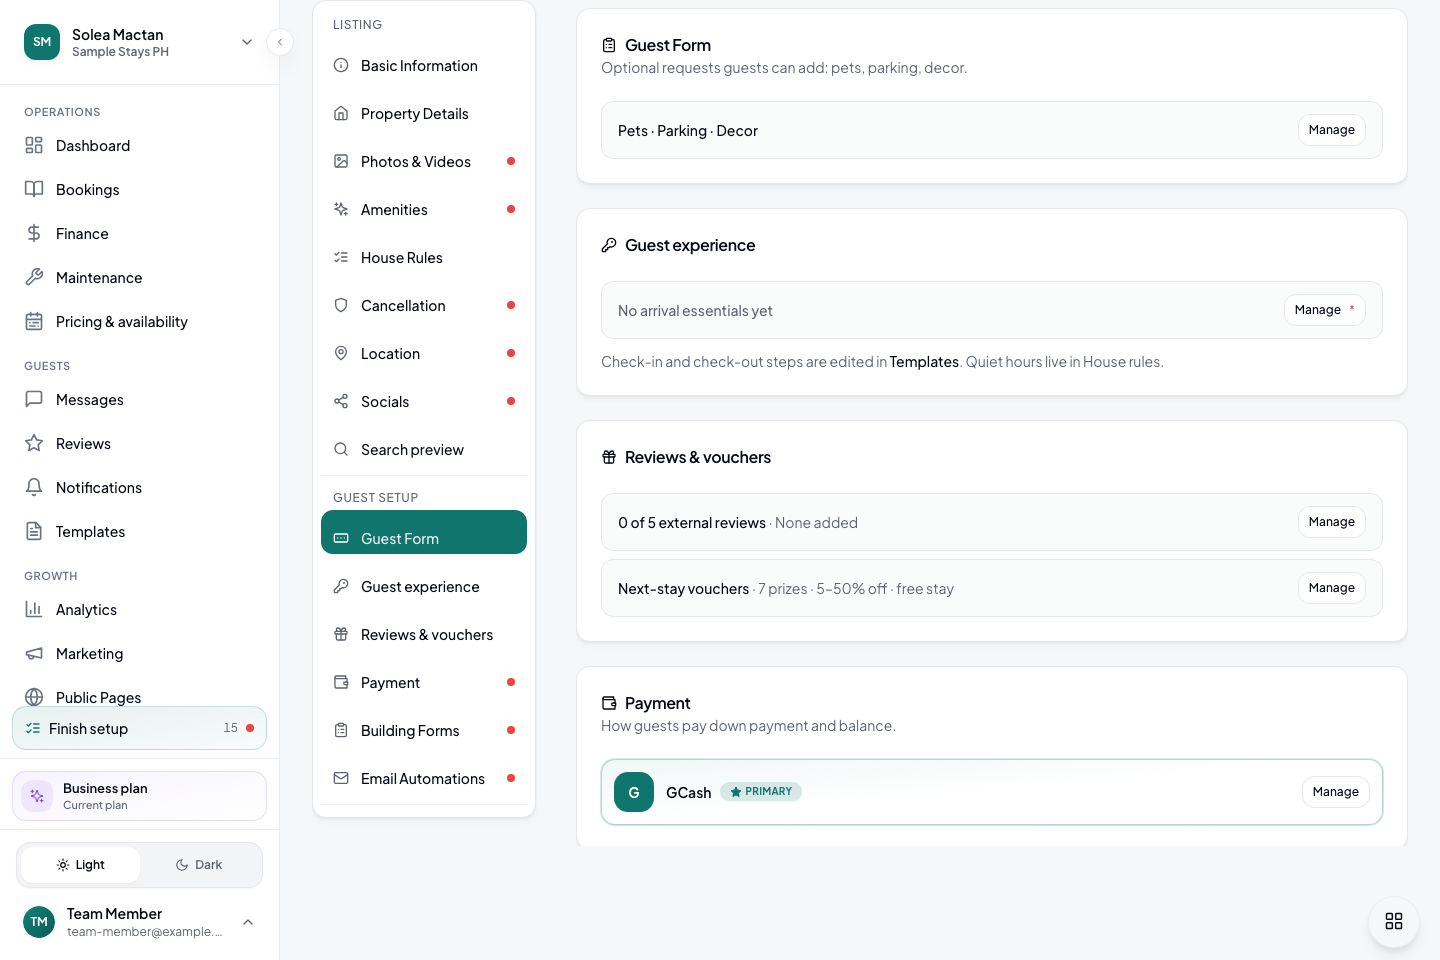 SM
Solea Mactan
Sample Stays PH
OPERATIONS
Dashboard
Bookings
Finance
Maintenance
Pricing & availability
GUESTS
Messages
Reviews
Notifications
Templates
GROWTH
Analytics
Marketing
Public Pages
Finish setup 15
Business plan
Current plan
Light Dark
TM
Team Member
team-member@example....
LISTING
Basic Information
Property Details
Photos & Videos
Amenities
House Rules
Cancellation
Location
Socials
Search preview
GUEST SETUP
Guest Form
Guest experience
Reviews & vouchers
Payment
Building Forms
Email Automations
Guest Form
Optional requests guests can add: pets, parking, decor.
Pets · Parking · Decor Manage
Guest experience
No arrival essentials yet Manage *
Check-in and check-out steps are edited in Templates. Quiet hours live in House rules.
Reviews & vouchers
0 of 5 external reviews · None added Manage
Next-stay vouchers · 7 prizes · 5–50% off · free stay Manage
Payment
How guests pay down payment and balance.
G GCash PRIMARY Manage